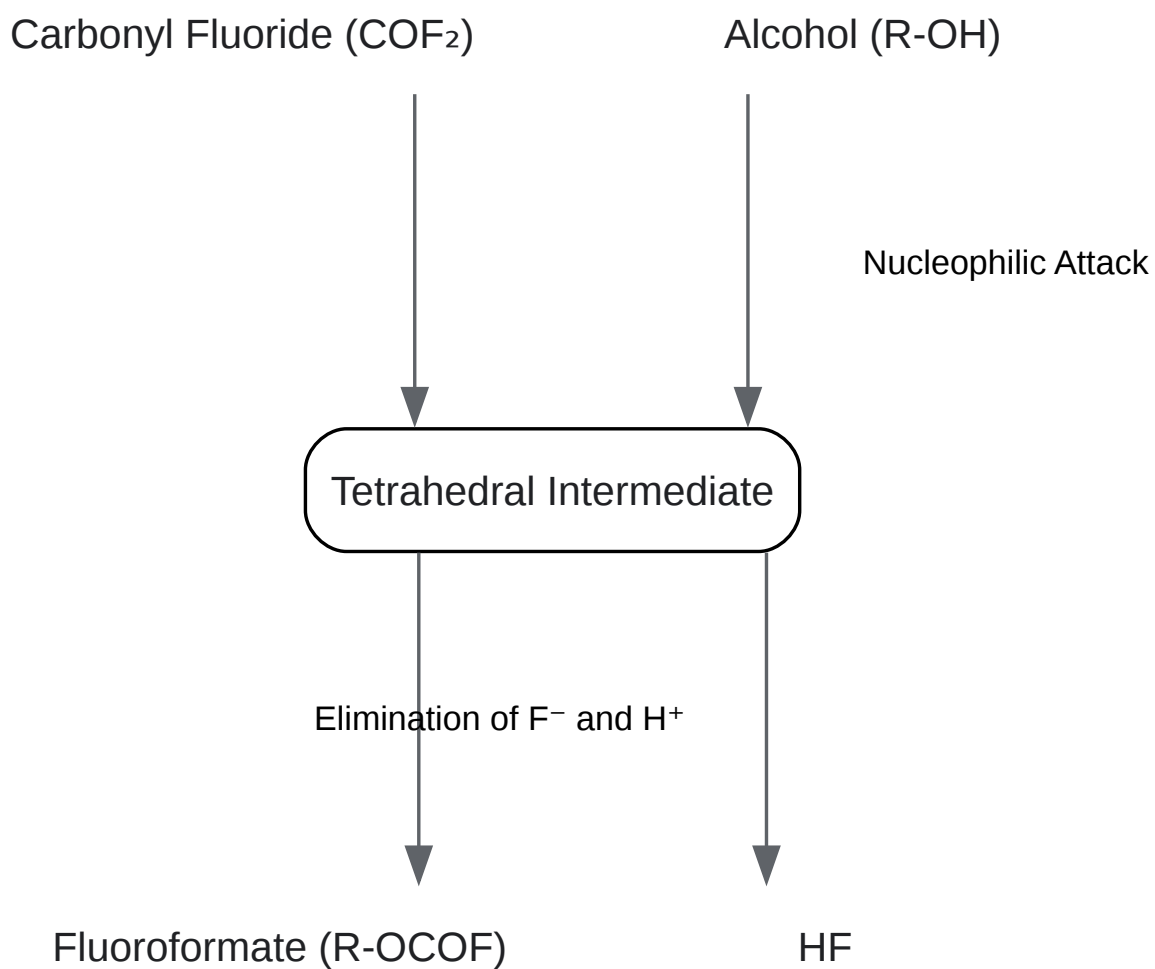 Carbonyl Fluoride (COF₂)
Alcohol (R-OH)
Nucleophilic Attack
Tetrahedral Intermediate
Elimination of F⁻ and H⁺
Fluoroformate (R-OCOF)
HF